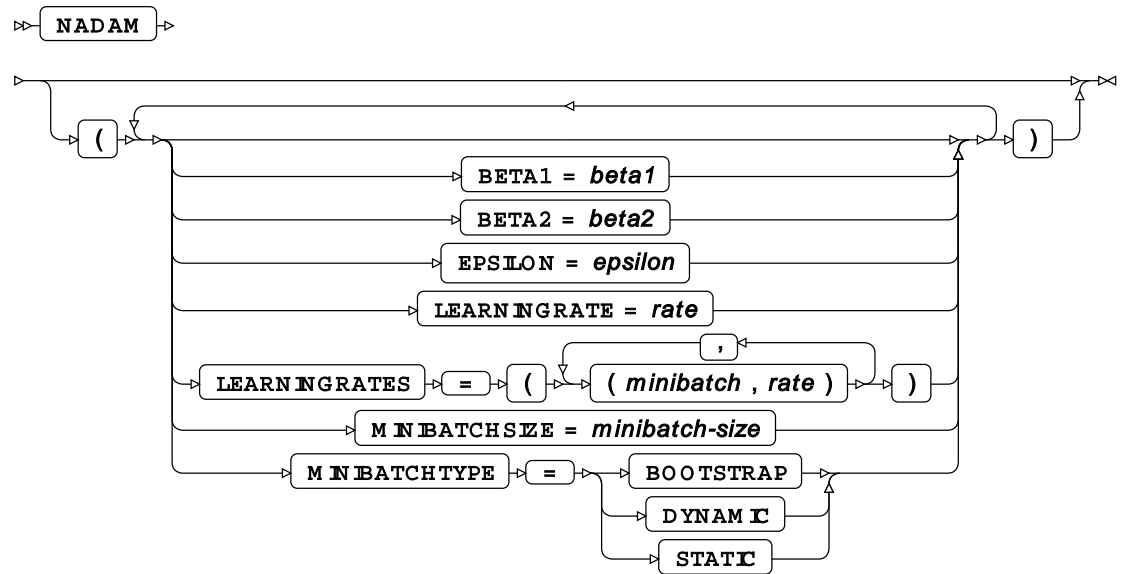 NADAM
( )
BETA1 = beta1
BETA2 = beta2
EPSILON = epsilon
LEARNINGRATE = rate
,
LEARNINGRATES = ( ( minibatch , rate ) )
MINIBATCHSIZE = minibatch-size
MINIBATCHTYPE = BOOTSTRAP
DYNAMIC
STATIC